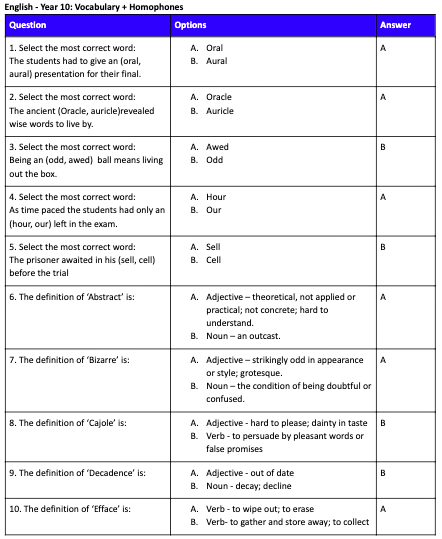 English - Year 10: Vocabulary + Homophones
Question Options Answer
1. Select the most correct word:
The students had to give an (oral,
aural) presentation for their final.
A. Oral
B. Aural
A
2. Select the most correct word:
The ancient (Oracle, auricle)revealed
wise words to live by.
A. Oracle
B. Auricle
A
3. Select the most correct word:
Being an (odd, awed) ball means living
out the box.
A. Awed
B. Odd
B
4. Select the most correct word:
As time paced the students had only an
(hour, our) left in the exam.
A. Hour
B. Our
A
5. Select the most correct word:
The prisoner awaited in his (sell, cell)
before the trial
A. Sell
B. Cell
B
6. The definition of ‘Abstract’ is:
A. Adjective – theoretical, not applied or
practical; not concrete; hard to
understand.
B. Noun – an outcast.
A
7. The definition of ‘Bizarre’ is:
A. Adjective – strikingly odd in appearance
or style; grotesque.
B. Noun – the condition of being doubtful or
confused.
A
8. The definition of ‘Cajole’ is:
A. Adjective - hard to please; dainty in taste
B. Verb - to persuade by pleasant words or
false promises
B
9. The definition of ‘Decadence’ is:
A. Adjective - out of date
B. Noun - decay; decline
B
10. The definition of ‘Efface’ is:
A. Verb - to wipe out; to erase
B. Verb- to gather and store away; to collect
A